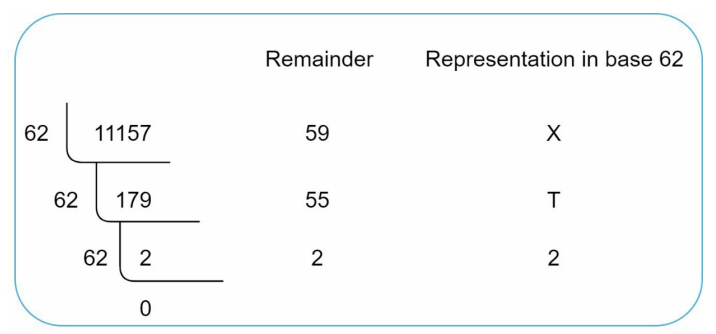 Remainder Representation in base 62
62 11157 59 X
62 179 55 T
62 2 2 2
0